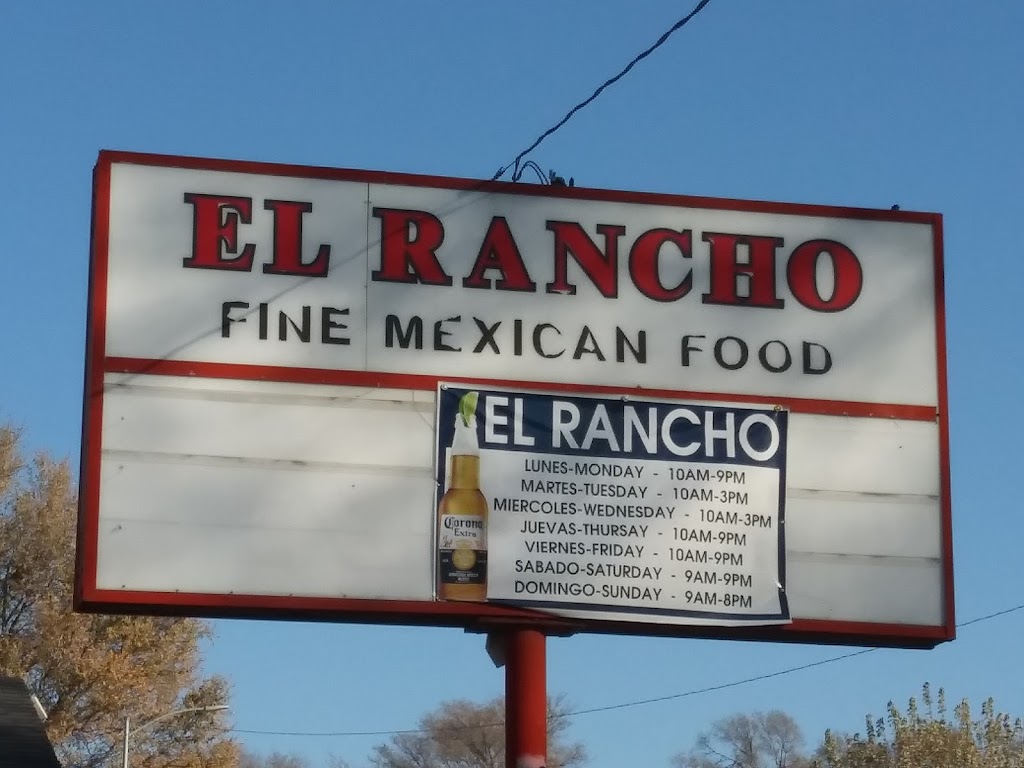 EL RANCHO
FINE MEXICAN FOOD
EL RANCHO
LUNES-MONDAY - 10AM-9PM
MARTES-TUESDAY - 10AM-3PM
MIERCOLES-WEDNESDAY - 10AM-3PM
JUEVAS-THURSAY - 10AM-9PM
VIERNES-FRIDAY - 10AM-9PM
SABADO-SATURDAY - 9AM-9PM
DOMINGO-SUNDAY - 9AM-8PM
Corona
Extra